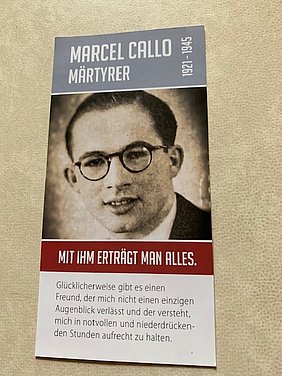 MARCEL CALLO
MÄRTYRER
1921 - 1945
MIT IHM ERTRÄGT MAN ALLES.
Glücklicherweise gibt es einen
Freund, der mich nicht einen einzigen
Augenblick verlässt und der versteht,
mich in notvollen und niederdrücken-
den Stunden aufrecht zu halten.